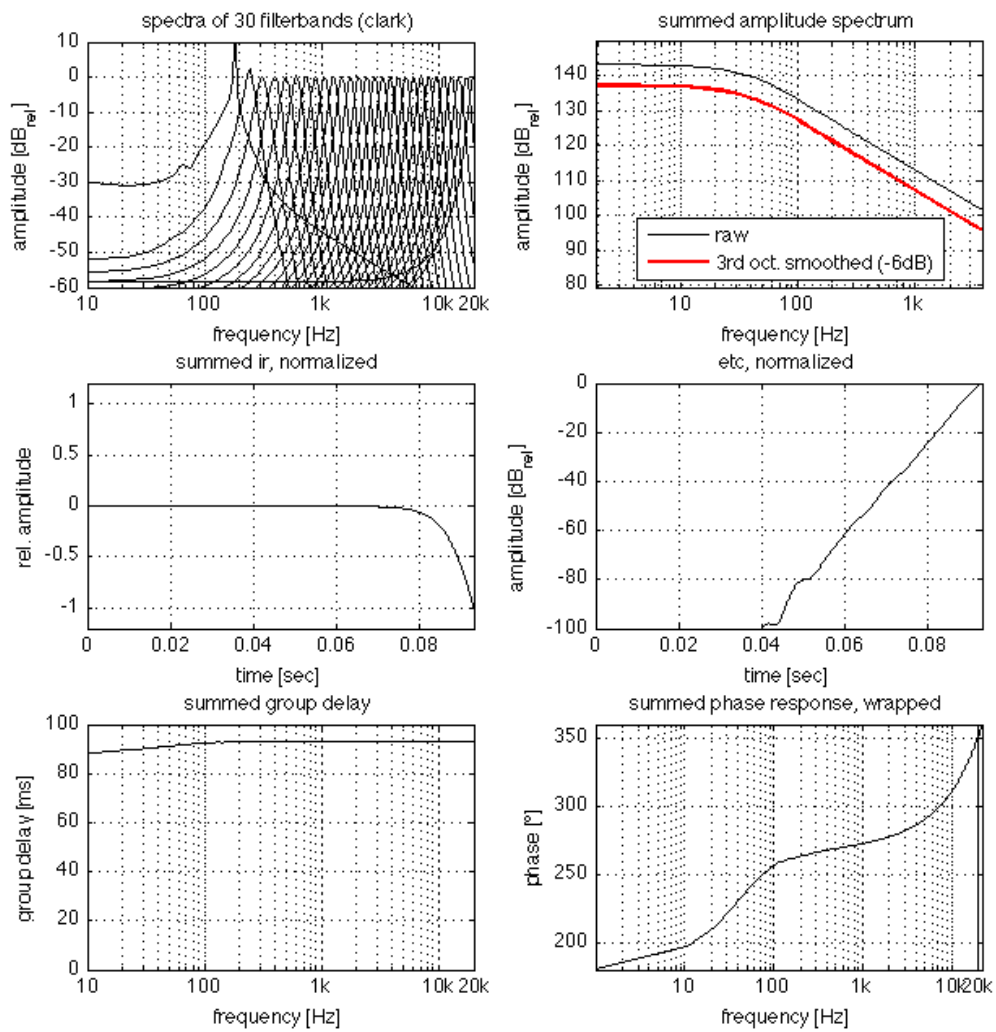 spectra of 30 filterbands (clark)
amplitude [dB_rel]
10
0
-10
-20
-30
-40
-50
-60
10
100
1k
10k
20k
frequency [Hz]
summed amplitude spectrum
amplitude [dB_rel]
140
130
120
110
100
90
80
raw
3rd oct. smoothed (-6dB)
10
100
1k
frequency [Hz]
summed ir, normalized
rel. amplitude
1
0.5
0
-0.5
-1
0
0.02
0.04
0.06
0.08
time [sec]
etc, normalized
amplitude [dB_rel]
0
-20
-40
-60
-80
-100
0
0.02
0.04
0.06
0.08
time [sec]
summed group delay
group delay [ms]
100
80
60
40
20
0
10
100
1k
10k
20k
frequency [Hz]
summed phase response, wrapped
phase [°]
350
300
250
200
10
100
1k
10k
20k
frequency [Hz]